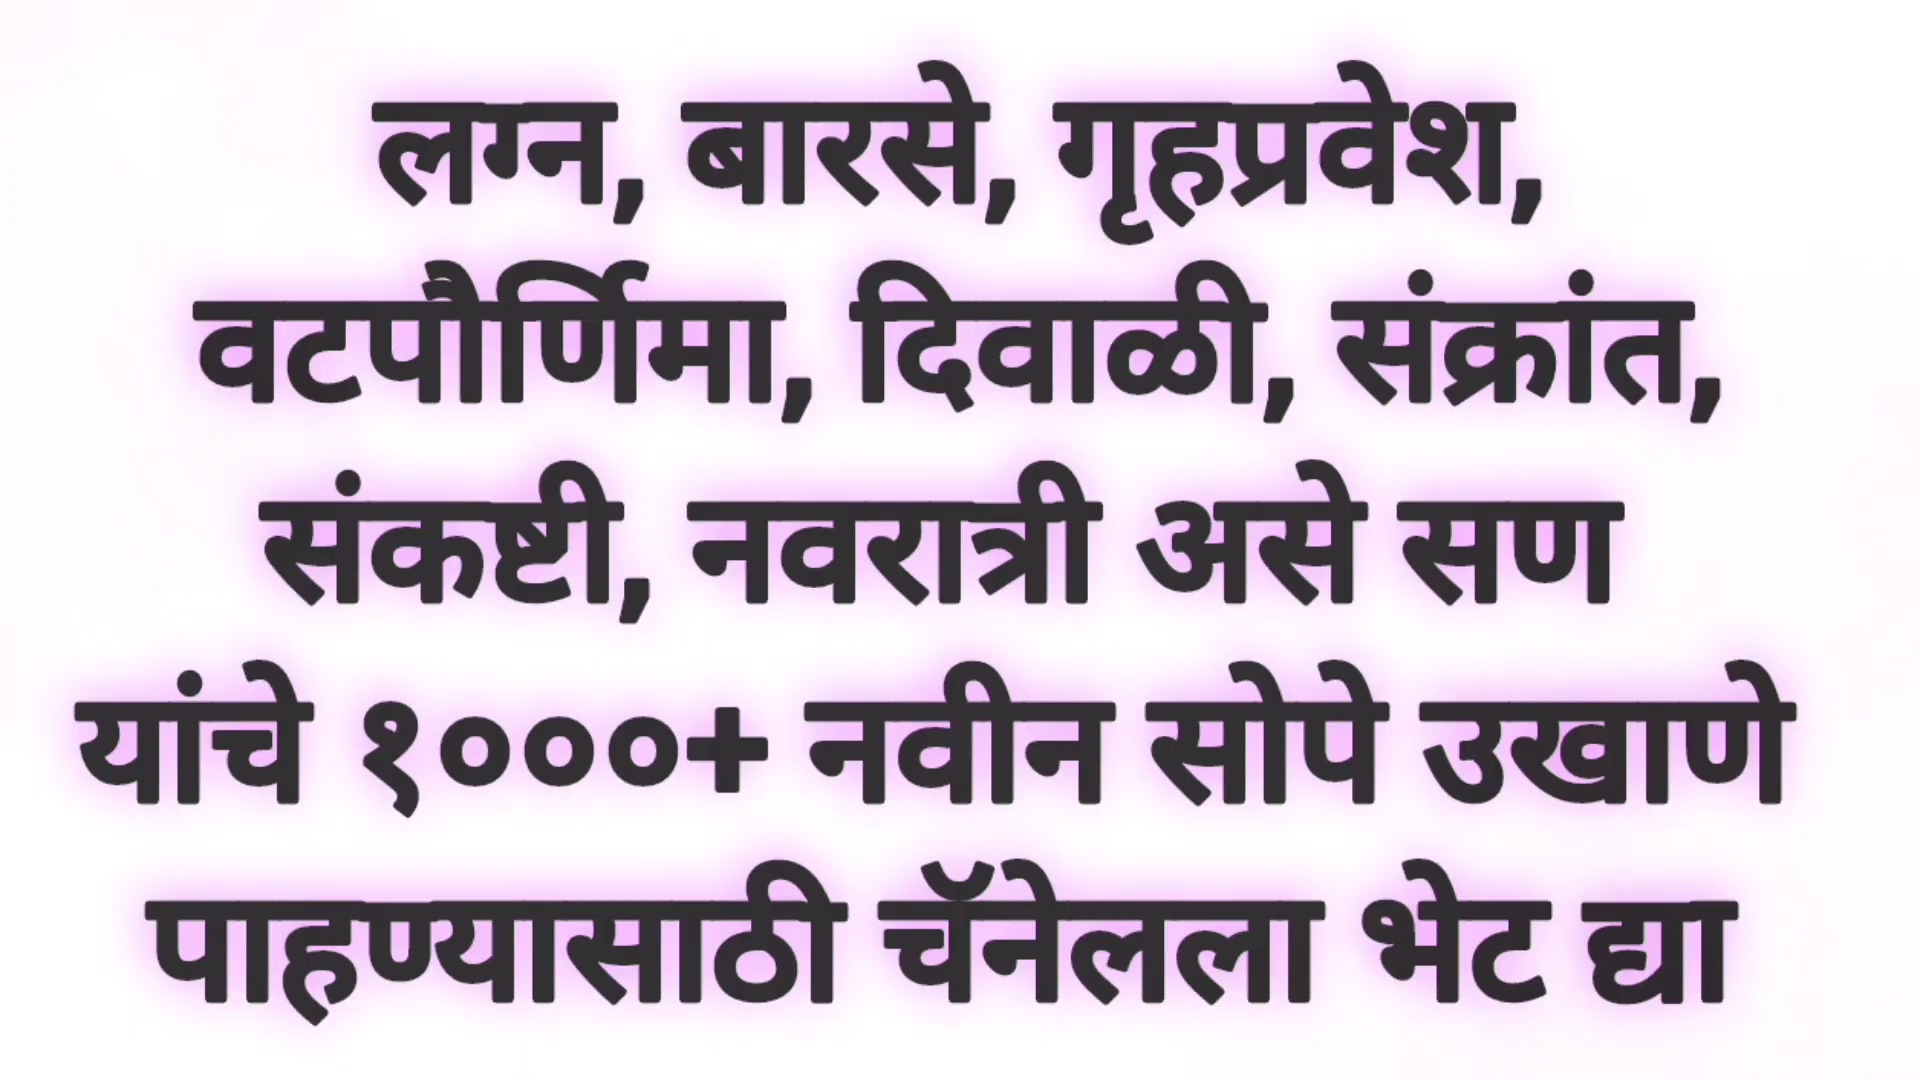 लग्न, बारसे, गृहप्रवेश,
वटपौर्णिमा, दिवाळी, संक्रांत,
संकष्टी, नवरात्री असे सण
यांचे १०००+ नवीन सोपे उखाणे
पाहण्यासाठी चॅनेलला भेट द्या